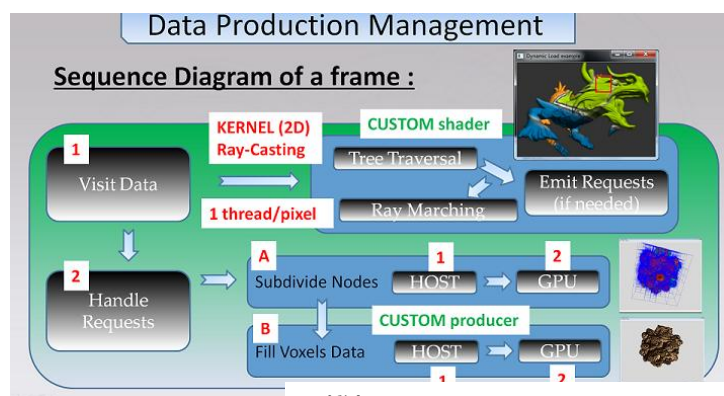 Data Production Management
Sequence Diagram of a frame :
Dynamic Load example
1
Visit Data
KERNEL (2D)
Ray-Casting
1 thread/pixel
CUSTOM shader
Tree Traversal
Ray Marching
Emit Requests
(if needed)
2
Handle
Requests
A
Subdivide Nodes
1
HOST
2
GPU
B
Fill Voxels Data
CUSTOM producer
HOST
1
GPU
2